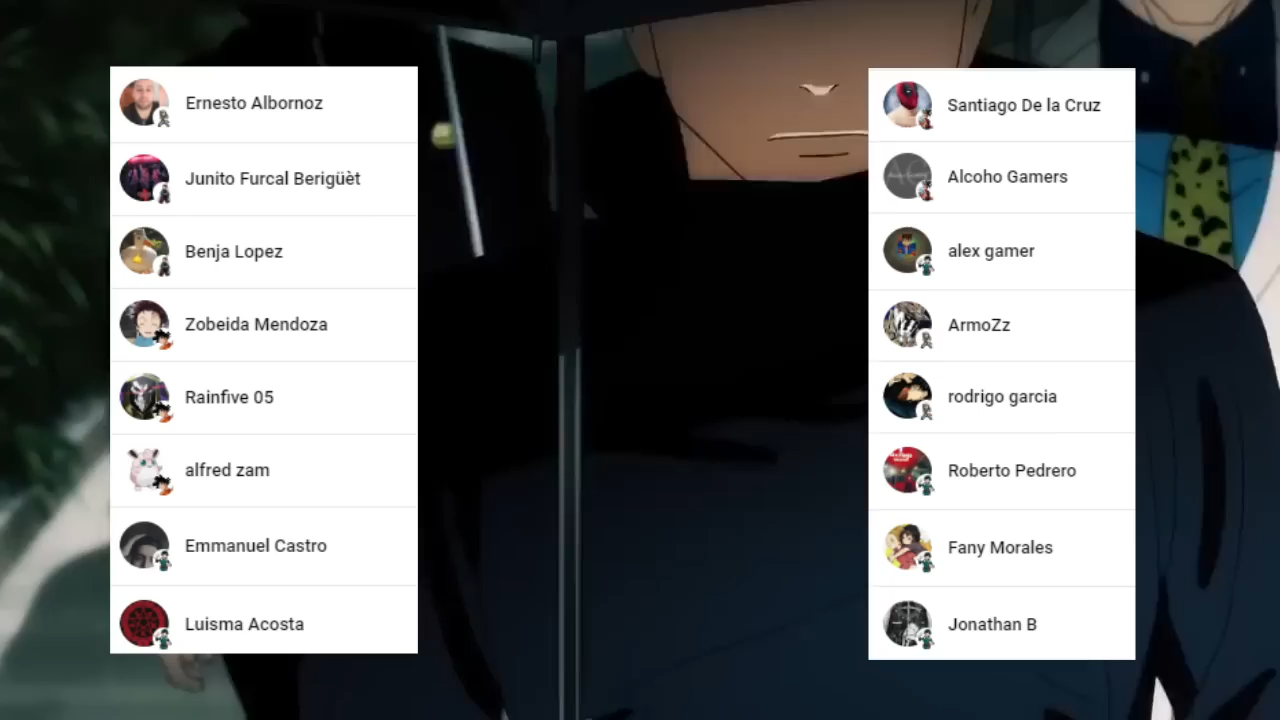 Ernesto Albornoz
Junito Furcal Berigüèt
Benja Lopez
Zobeida Mendoza
Rainfive 05
alfred zam
Emmanuel Castro
Luisma Acosta
Santiago De la Cruz
Alcoho Gamers
alex gamer
ArmoZz
rodrigo garcia
Roberto Pedrero
Fany Morales
Jonathan B